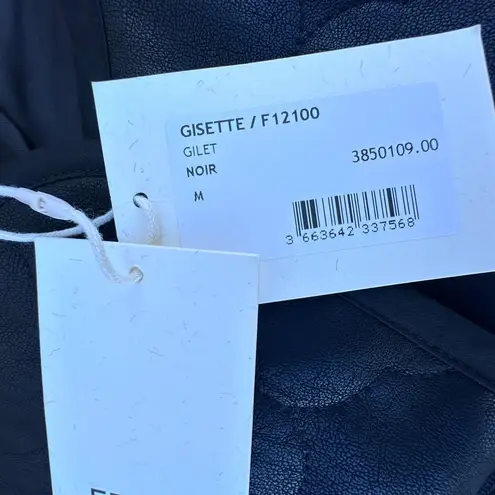 GISETTE / F12100
GILET
NOIR
3850109.00
M
3 663642 337568